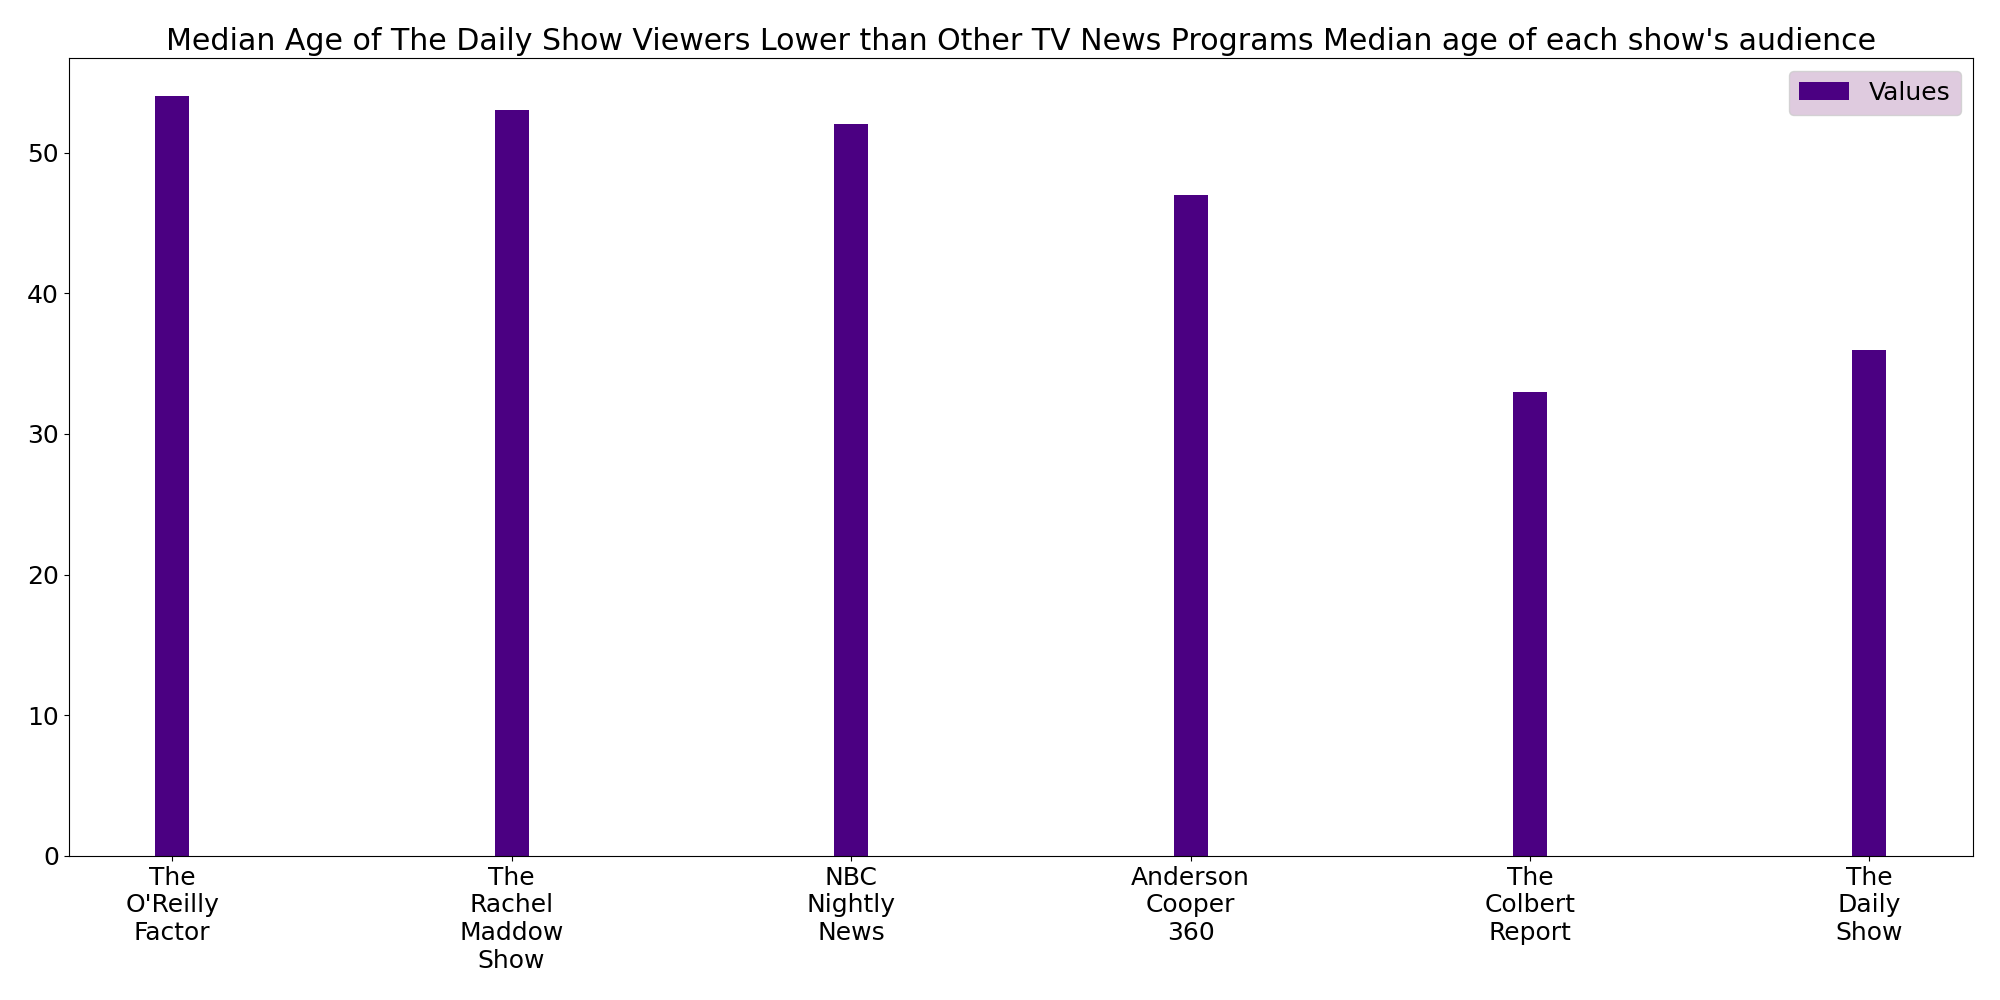 Median Age of The Daily Show Viewers Lower than Other TV News Programs Median age of each show's audience
Values
50
40
30
20
10
0
The
O'Reilly
Factor
The
Rachel
Maddow
Show
NBC
Nightly
News
Anderson
Cooper
360
The
Colbert
Report
The
Daily
Show